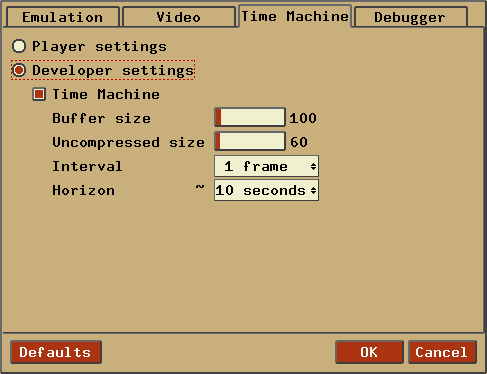 Emulation Video Time Machine Debugger
Player settings
Developer settings
Time Machine
Buffer size 100
Uncompressed size 60
Interval 1 frame
Horizon ~ 10 seconds
Defaults OK Cancel